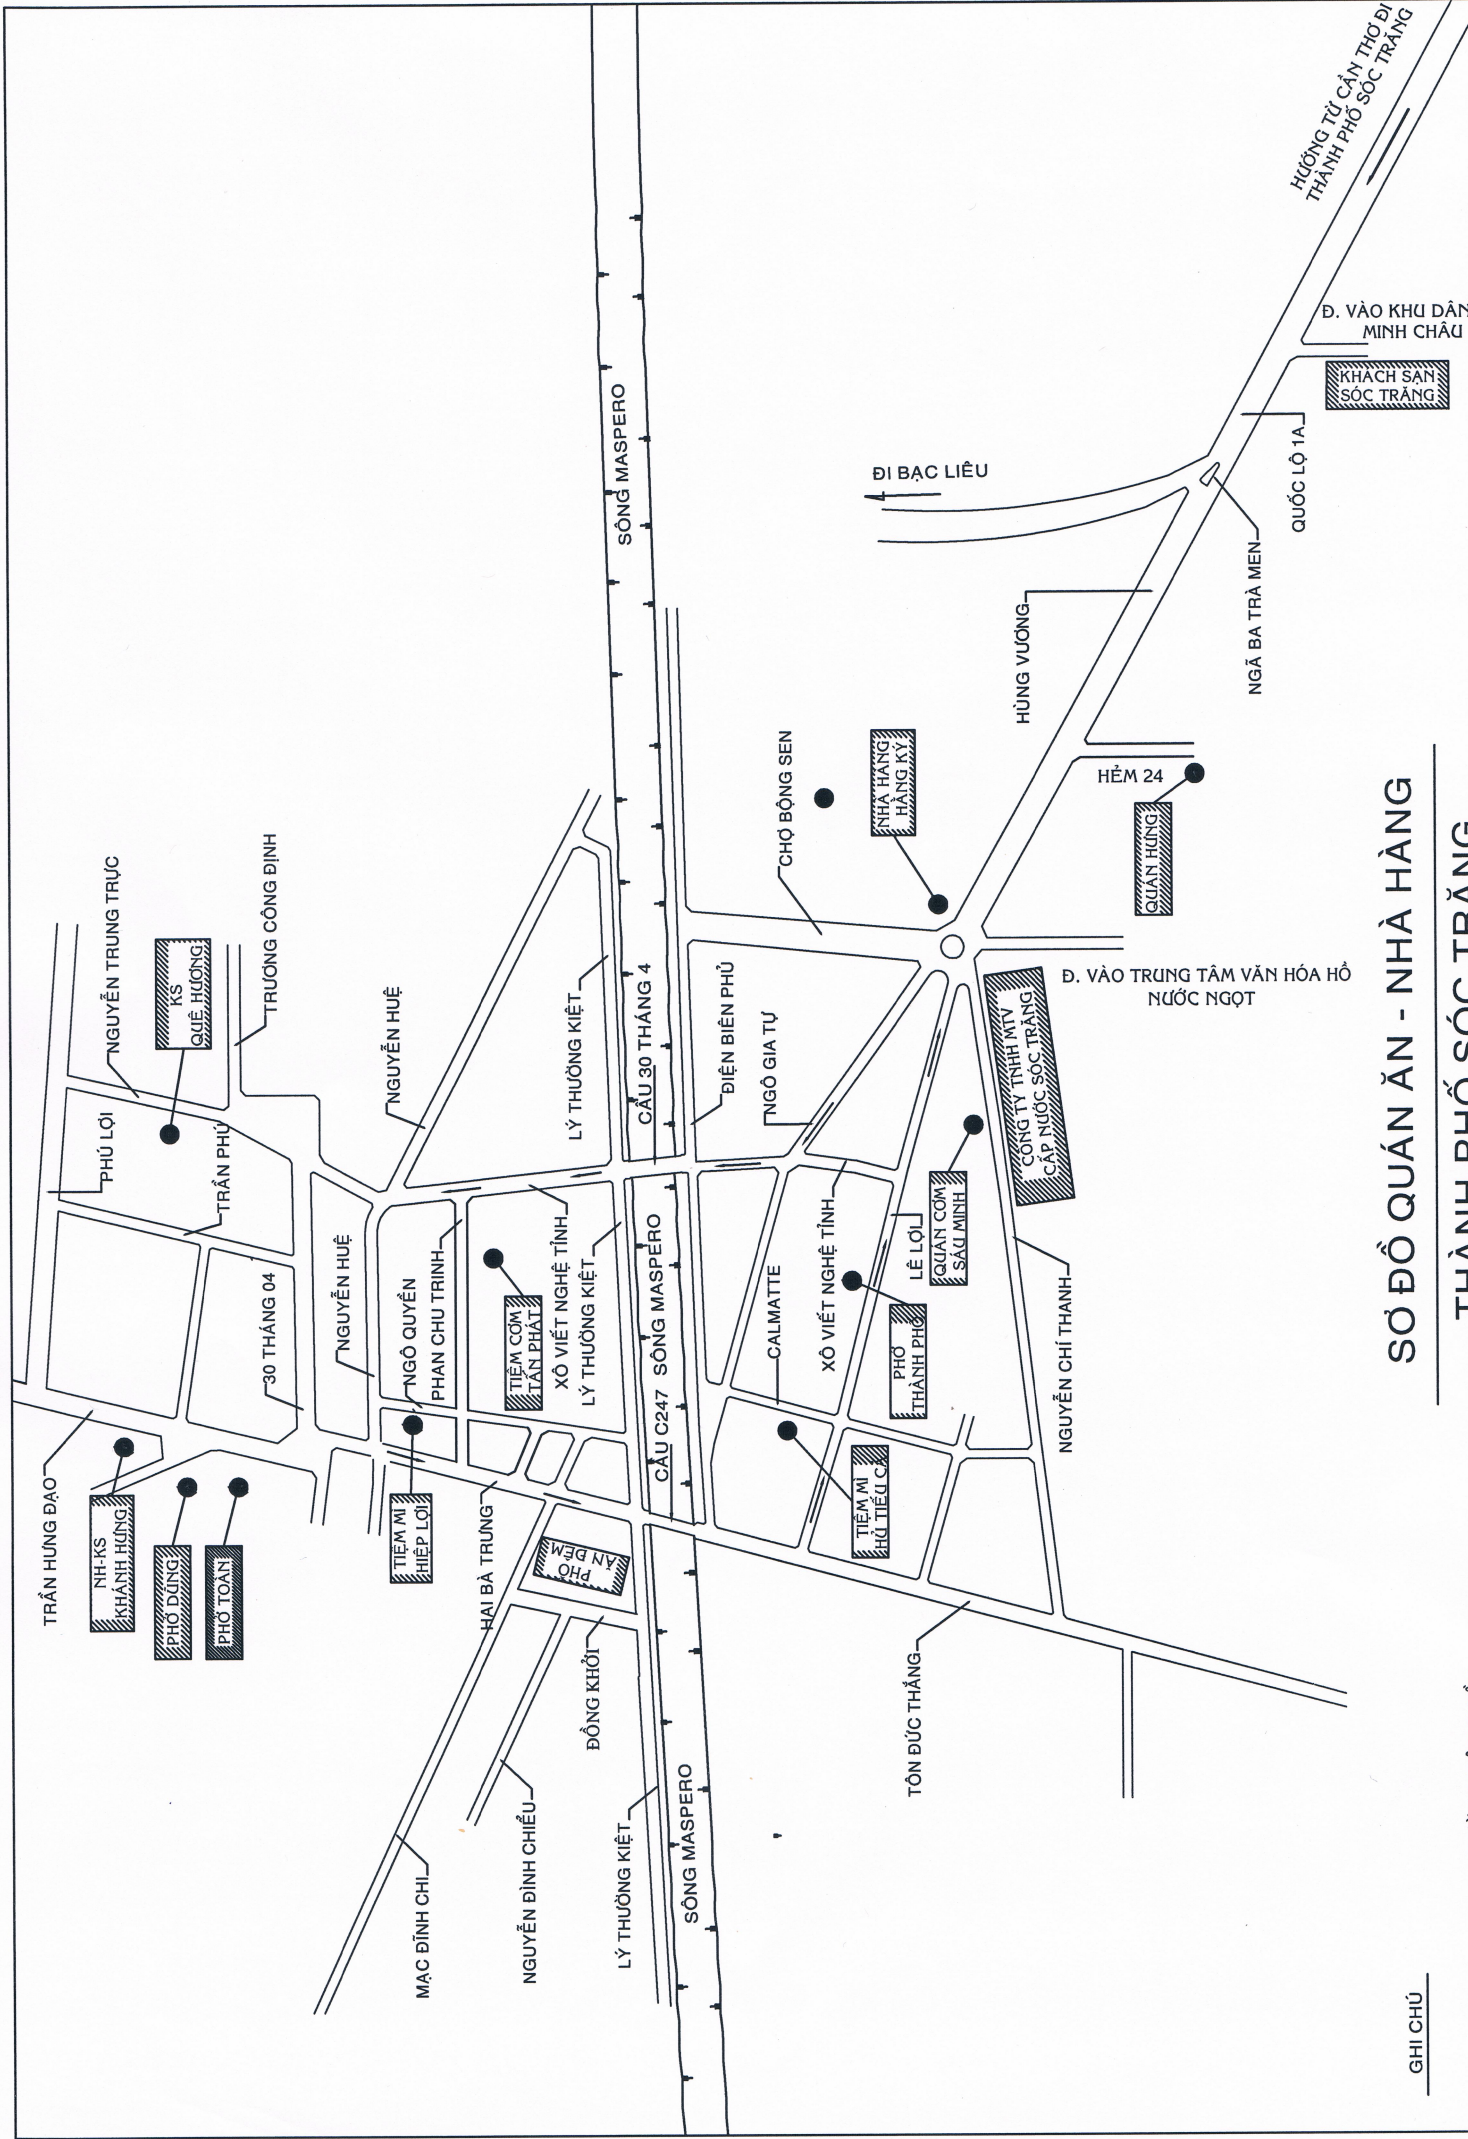 SƠ ĐỒ QUÁN ĂN - NHÀ HÀNG
THÀNH PHỐ SÓC TRĂNG
GHI CHÚ
HƯỚNG TỪ CẦN THƠ ĐI
THÀNH PHỐ SÓC TRĂNG
Đ. VÀO KHU DÂN
MINH CHÂU
KHÁCH SẠN
SÓC TRĂNG
QUỐC LỘ 1A
NGÃ BA TRÀ MEN
ĐI BẠC LIÊU
HÙNG VƯƠNG
HẺM 24
QUÁN HƯNG
NHÀ HÀNG
HẰNG KÝ
CHỢ BÔNG SEN
Đ. VÀO TRUNG TÂM VĂN HÓA HỒ
NƯỚC NGỌT
CÔNG TY TNHH MTV
CẤP NƯỚC SÓC TRĂNG
QUÁN CƠM
SÁU MINH
LÊ LỢI
NGUYỄN CHÍ THANH
PHỞ
THÀNH PHỐ
XÔ VIẾT NGHỆ TĨNH
NGÔ GIA TỰ
ĐIỆN BIÊN PHỦ
CALMATTE
TIỆM MÌ
HỦ TIẾU CÁ
TÔN ĐỨC THẮNG
SÔNG MASPERO
CẦU 30 THÁNG 4
SÔNG MASPERO
CẦU C247
SÔNG MASPERO
LÝ THƯỜNG KIỆT
LÝ THƯỜNG KIỆT
LÝ THƯỜNG KIỆT
XÔ VIẾT NGHỆ TĨNH
TIỆM CƠM
TẤN PHÁT
PHAN CHU TRINH
NGÔ QUYỀN
NGUYỄN HUỆ
NGUYỄN HUỆ
TIỆM MÌ
HIỆP LỢI
HAI BÀ TRƯNG
PHỐ
ĂN ĐÊM
ĐỒNG KHỞI
NGUYỄN ĐÌNH CHIỂU
MẠC ĐĨNH CHI
30 THÁNG 04
TRƯƠNG CÔNG ĐỊNH
KS
QUÊ HƯƠNG
NGUYỄN TRUNG TRỰC
PHÚ LỢI
TRẦN PHÚ
TRẦN HƯNG ĐẠO
NH-KS
KHÁNH HƯNG
PHỞ DŨNG
PHỞ TOÀN